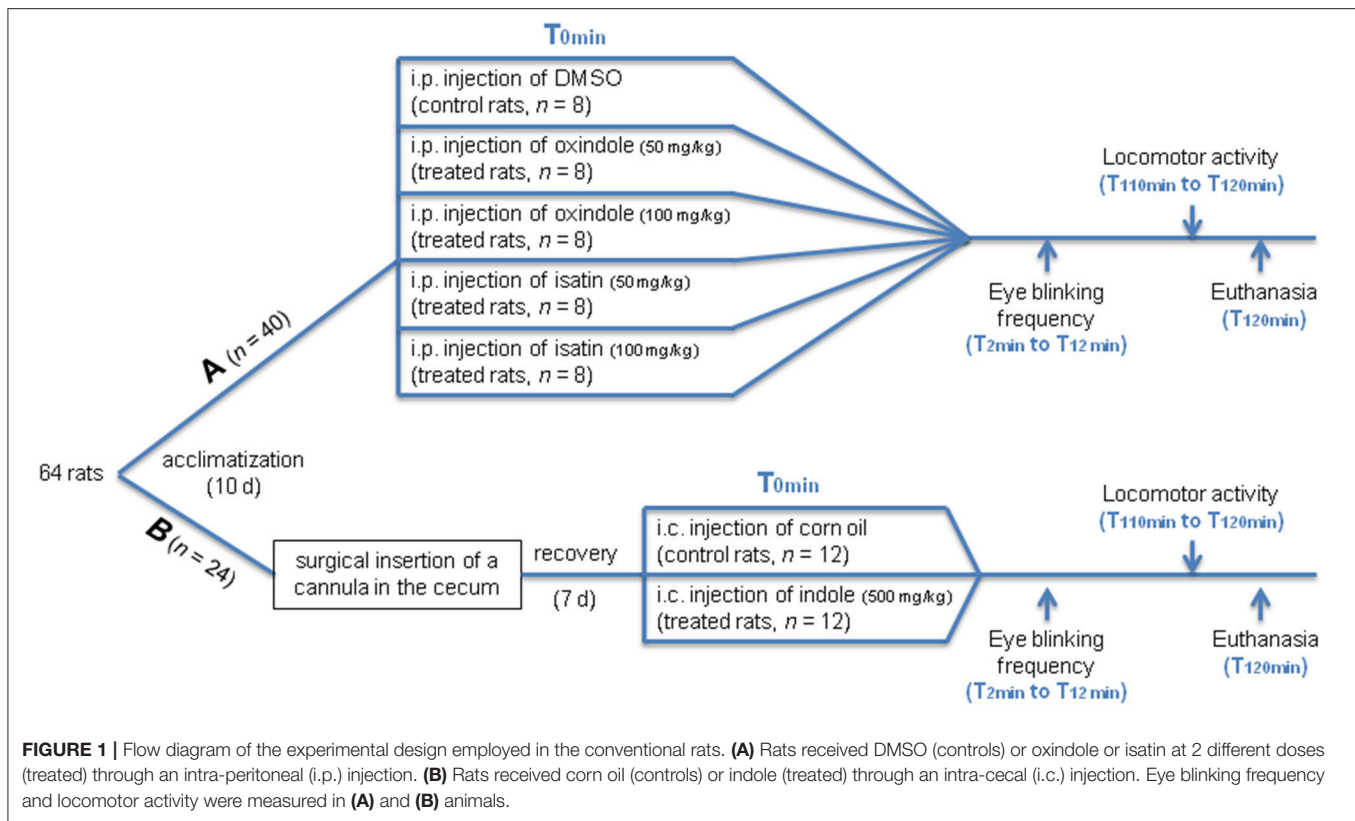 T0min
i.p. injection of DMSO
(control rats, n = 8)
i.p. injection of oxindole (50 mg/kg)
(treated rats, n = 8)
i.p. injection of oxindole (100 mg/kg)
(treated rats, n = 8)
i.p. injection of isatin (50mg/kg)
(treated rats, n = 8)
i.p. injection of isatin (100mg/kg)
(treated rats, n = 8)
Locomotor activity
(T110min to T120min)
Eye blinking
frequency
(T2min to T12 min)
Euthanasia
(T120min)
A (n = 40)
64 rats
acclimatization
(10 d)
B (n = 24)
surgical insertion of a
cannula in the cecum
recovery
(7 d)
T0min
i.c. injection of corn oil
(control rats, n = 12)
i.c. injection of indole (500 mg/kg)
(treated rats, n = 12)
Locomotor activity
(T110min to T120min)
Eye blinking
frequency
(T2min to T12 min)
Euthanasia
(T120min)
FIGURE 1 | Flow diagram of the experimental design employed in the conventional rats. (A) Rats received DMSO (controls) or oxindole or isatin at 2 different doses
(treated) through an intra-peritoneal (i.p.) injection. (B) Rats received corn oil (controls) or indole (treated) through an intra-cecal (i.c.) injection. Eye blinking frequency
and locomotor activity were measured in (A) and (B) animals.